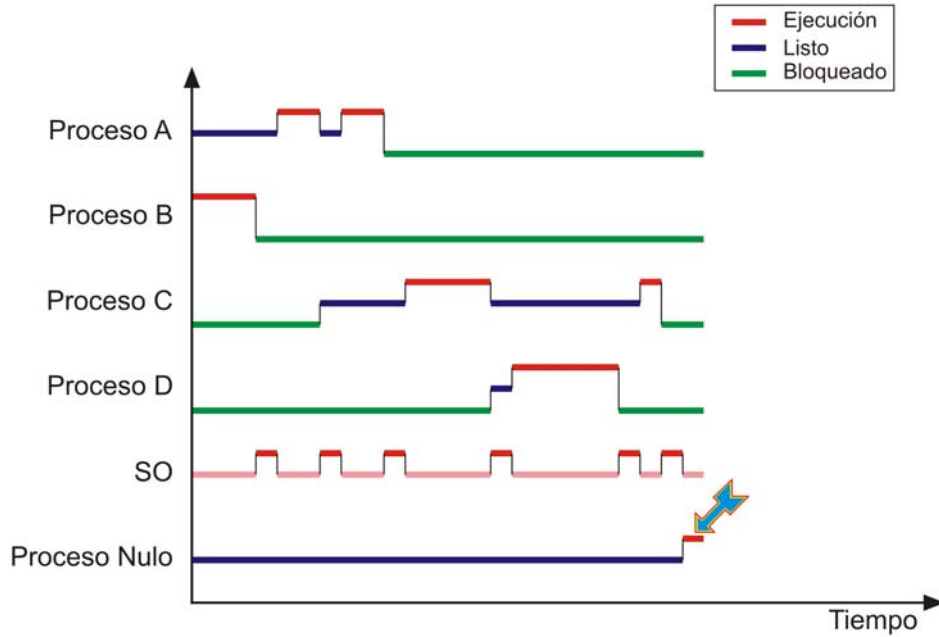 Ejecución
Listo
Bloqueado
Proceso A
Proceso B
Proceso C
Proceso D
SO
Proceso Nulo
Tiempo